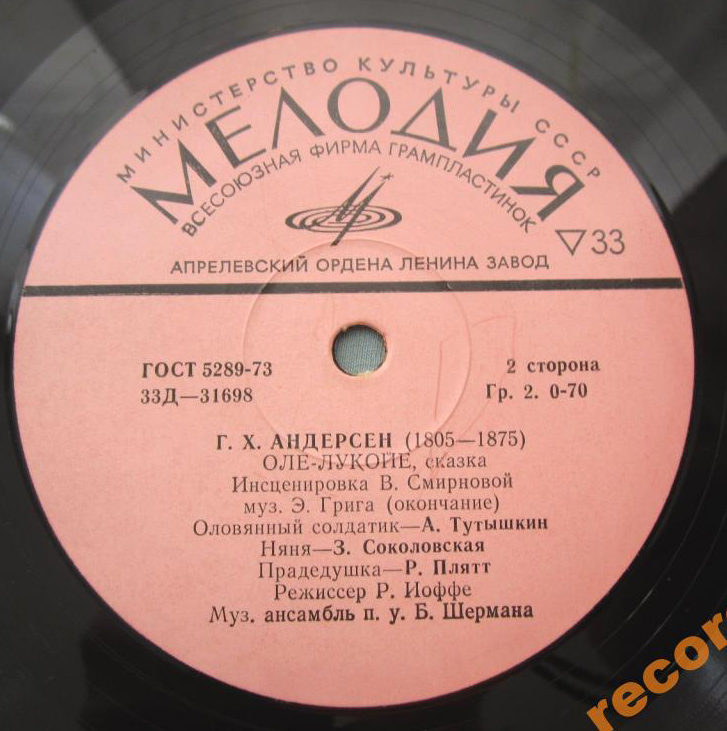 МИНИСТЕРСТВО КУЛЬТУРЫ СССР
МЕЛОДИЯ
ВСЕСОЮЗНАЯ ФИРМА ГРАМПЛАСТИНОК
33
АПРЕЛЕВСКИЙ ОРДЕНА ЛЕНИНА ЗАВОД
ГОСТ 5289-73 2 сторона
33Д—31698 Гр. 2. 0-70
Г. Х. АНДЕРСЕН (1805—1875)
ОЛЕ-ЛУКОЙЕ, сказка
Инсценировка В. Смирновой
муз. Э. Грига (окончание)
Оловянный солдатик—А. Тутышкин
Няня—З. Соколовская
Прадедушка—Р. Плятт
Режиссер Р. Иоффе
Муз. ансамбль п. у. Б. Шермана
recor